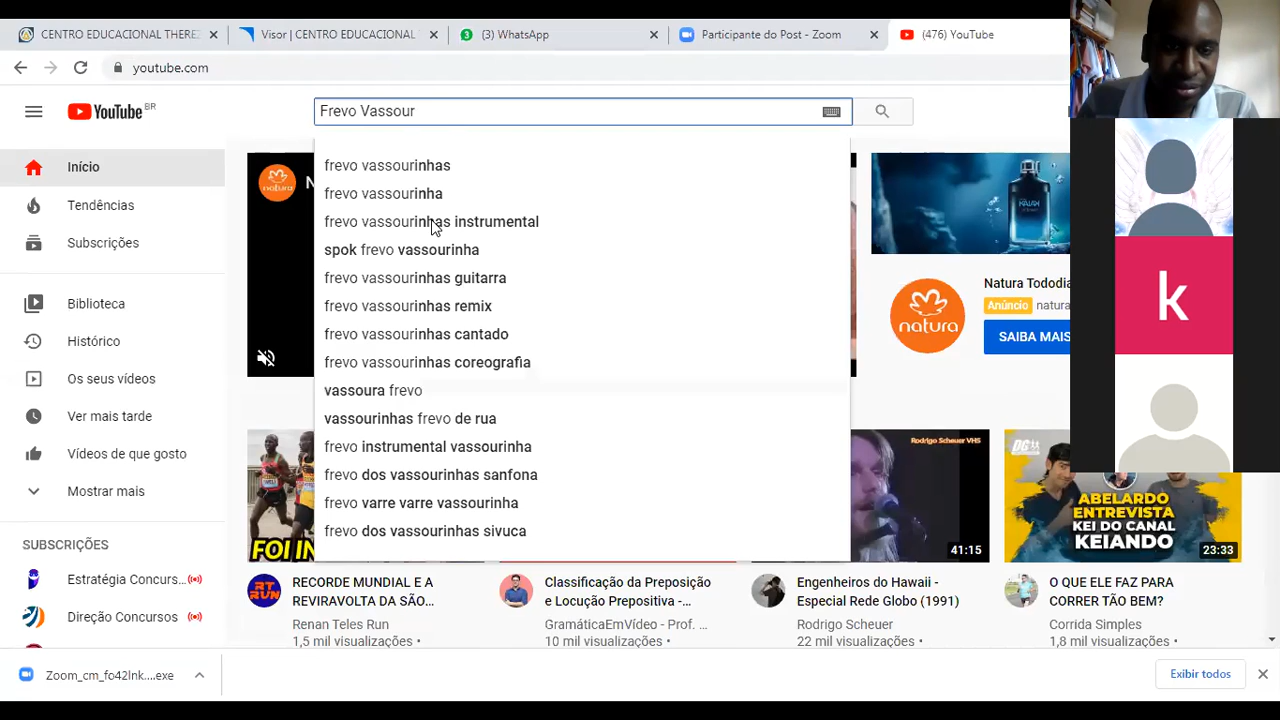 CENTRO EDUCACIONAL THEREZ
Visor | CENTRO EDUCACIONAL
(3) WhatsApp
Participante do Post - Zoom
(476) YouTube
youtube.com
YouTube BR
Frevo Vassour
frevo vassourinhas
frevo vassourinha
frevo vassourinhas instrumental
spok frevo vassourinha
frevo vassourinhas guitarra
frevo vassourinhas remix
frevo vassourinhas cantado
frevo vassourinhas coreografia
vassoura frevo
vassourinhas frevo de rua
frevo instrumental vassourinha
frevo dos vassourinhas sanfona
frevo varre varre vassourinha
frevo dos vassourinhas sivuca
Início
Tendências
Subscrições
Biblioteca
Histórico
Os seus vídeos
Ver mais tarde
Vídeos de que gosto
Mostrar mais
SUBSCRIÇÕES
Estratégia Concurs...
Direção Concursos
natura
N
Natura Tododia
Anúncio natura
natura
SAIBA MAIS
k
FOI IN
Rodrigo Scheuer VHS
41:15
DG
ABELARDO
ENTREVISTA
KEI DO CANAL
KEIANDO
23:33
RT
RUN
RECORDE MUNDIAL E A
REVIRAVOLTA DA SÃO...
Renan Teles Run
1,5 mil visualizações •
Classificação da Preposição
e Locução Prepositiva -...
GramáticaEmVídeo - Prof. ...
10 mil visualizações •
Engenheiros do Hawaii -
Especial Rede Globo (1991)
Rodrigo Scheuer
22 mil visualizações •
O QUE ELE FAZ PARA
CORRER TÃO BEM?
Corrida Simples
1,8 mil visualizações •
Zoom_cm_fo42lnk....exe
Exibir todos